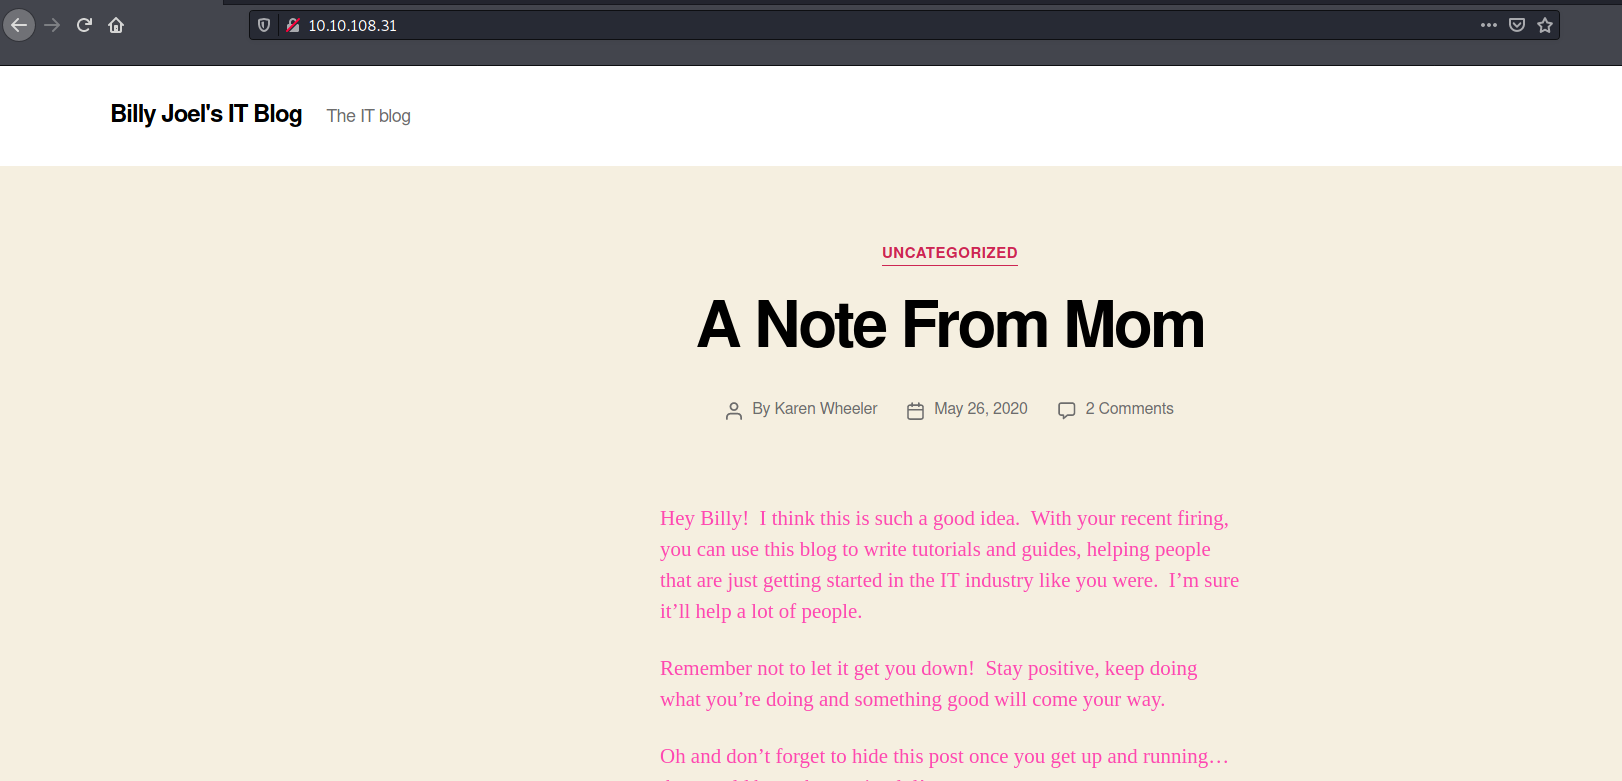 10.10.108.31
Billy Joel's IT Blog The IT blog
UNCATEGORIZED
A Note From Mom
By Karen Wheeler May 26, 2020 2 Comments
Hey Billy!  I think this is such a good idea.  With your recent firing,
you can use this blog to write tutorials and guides, helping people
that are just getting started in the IT industry like you were.  I’m sure
it’ll help a lot of people.
Remember not to let it get you down!  Stay positive, keep doing
what you’re doing and something good will come your way.
Oh and don’t forget to hide this post once you get up and running…